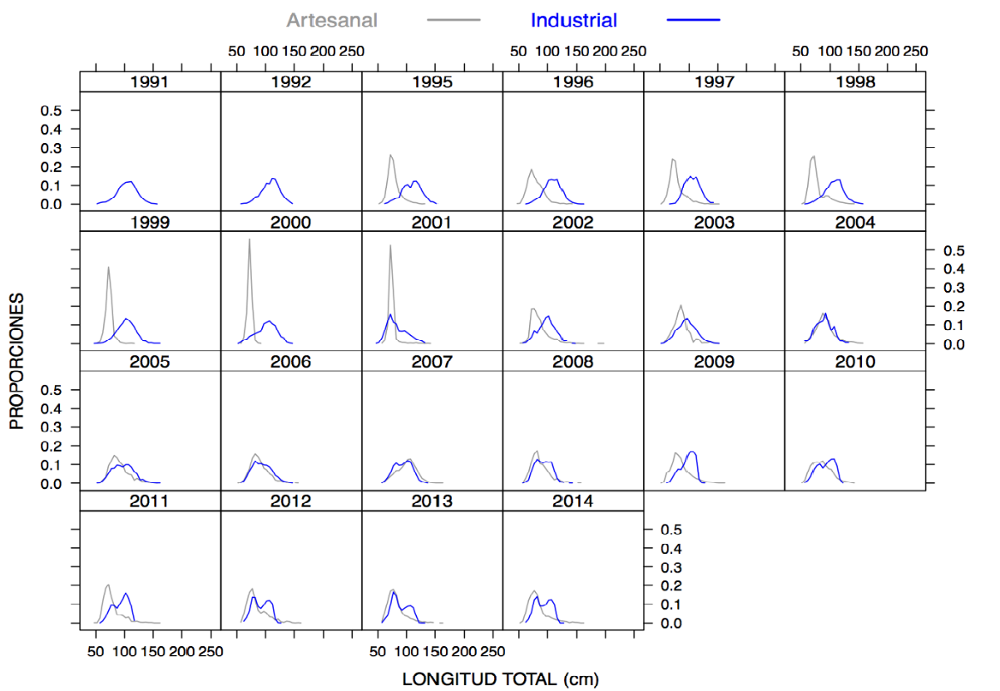 Artesanal Industrial
50 100 150 200 250 50 100 150 200 250 50 100 150 200 250
1991 1992 1995 1996 1997 1998
0.5
0.4
0.3
0.2
0.1
0.0
1999 2000 2001 2002 2003 2004
0.5
0.4
0.3
0.2
0.1
0.0
2005 2006 2007 2008 2009 2010
0.5
0.4
0.3
0.2
0.1
0.0
2011 2012 2013 2014
0.5
0.4
0.3
0.2
0.1
0.0
50 100 150 200 250 50 100 150 200 250
PROPORCIONES
LONGITUD TOTAL (cm)